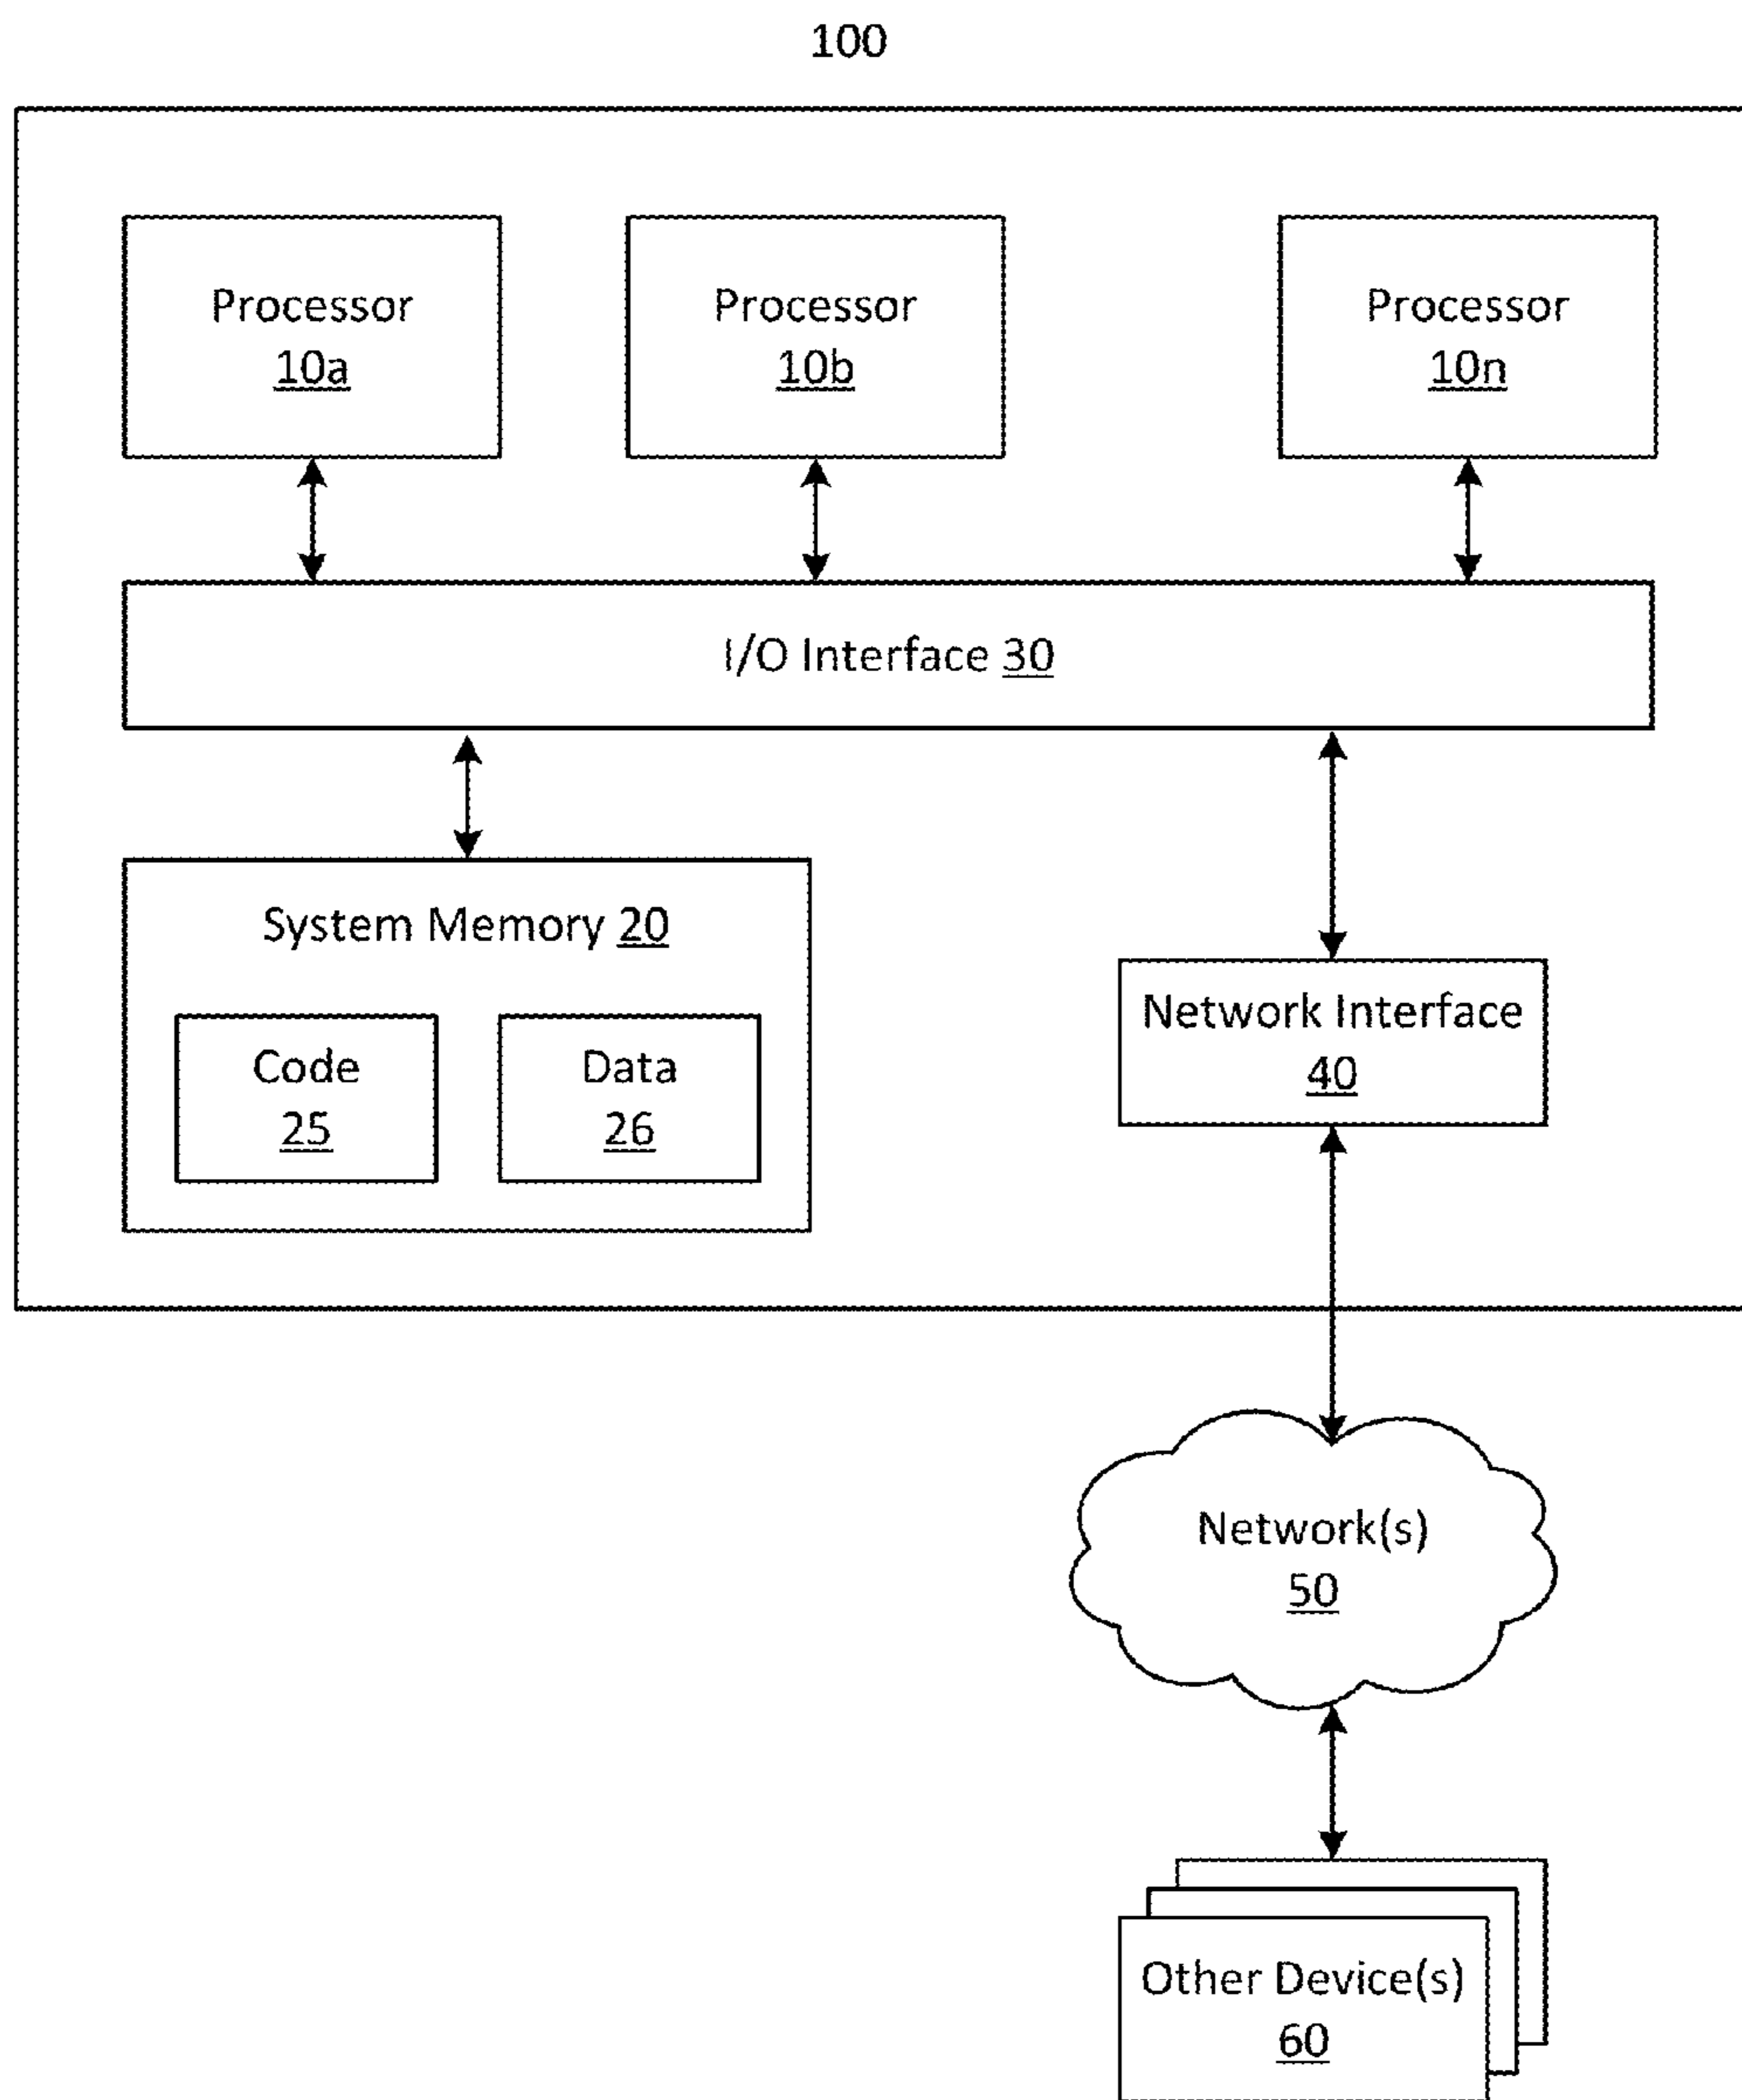 100
Processor
10a
Processor
10b
Processor
10n
I/O Interface 30
System Memory 20
Code
25
Data
26
Network Interface
40
Network(s)
50
Other Device(s)
60